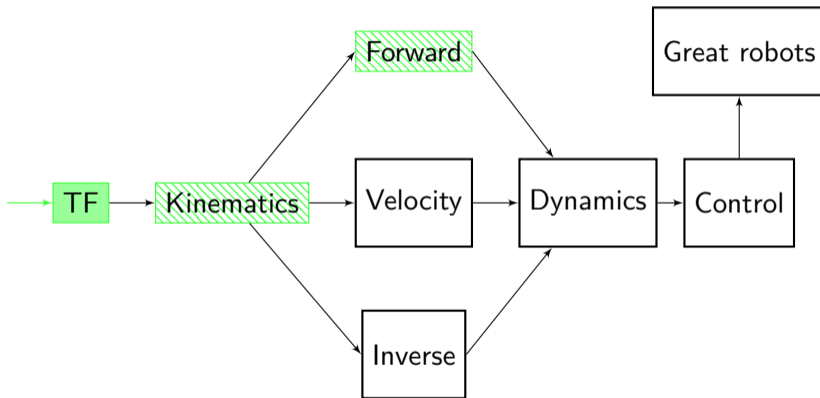 Forward
Great robots
TF
Kinematics
Velocity
Dynamics
Control
Inverse